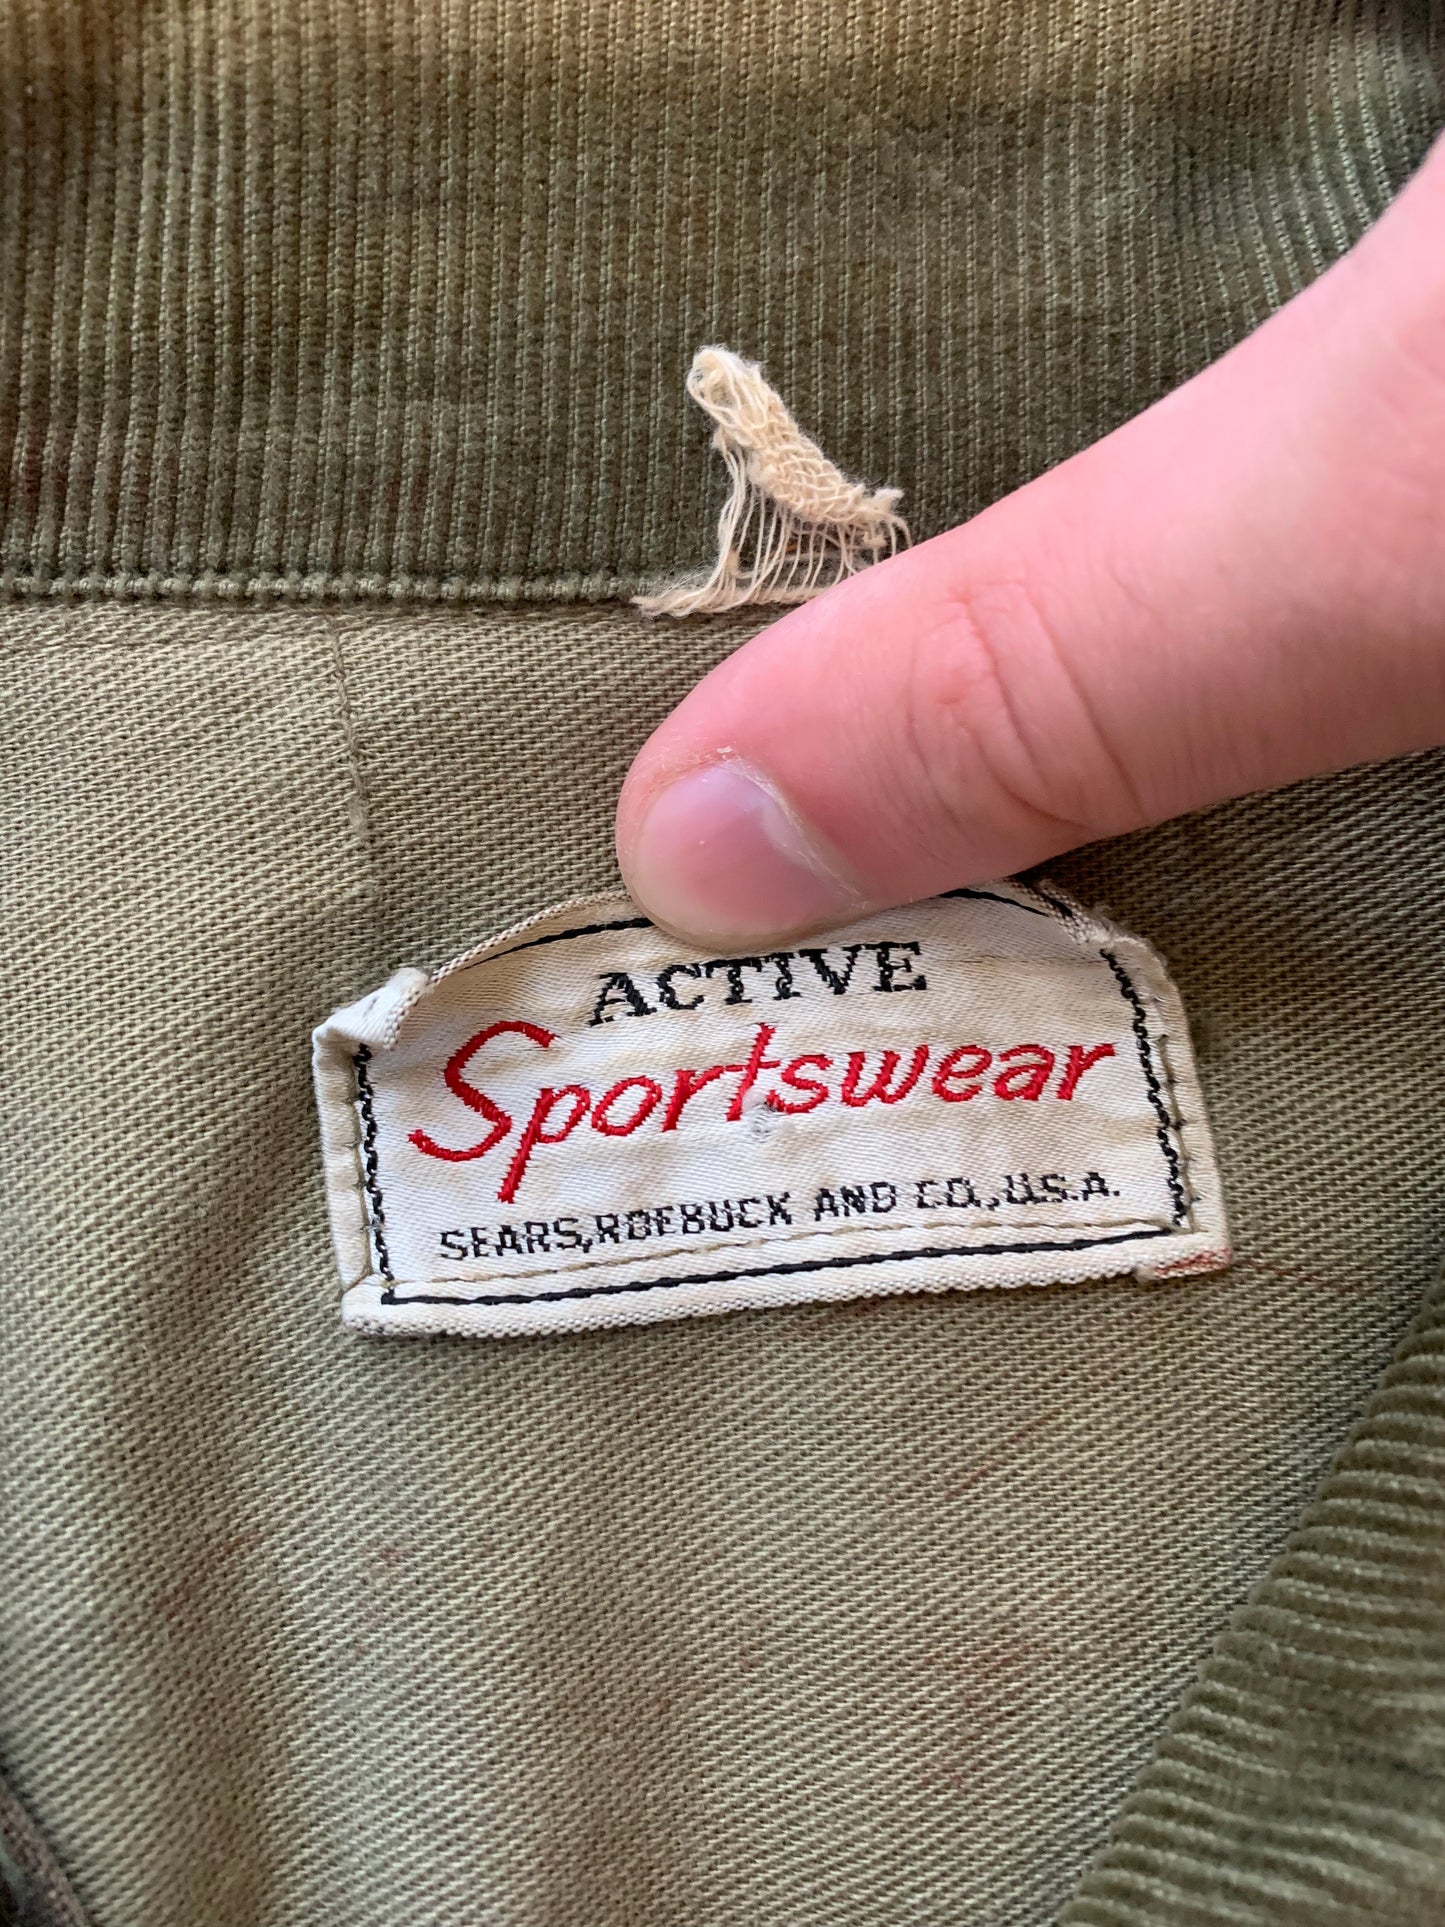 ACTIVE
Sportswear
SEARS, ROEBUCK AND CO., U.S.A.